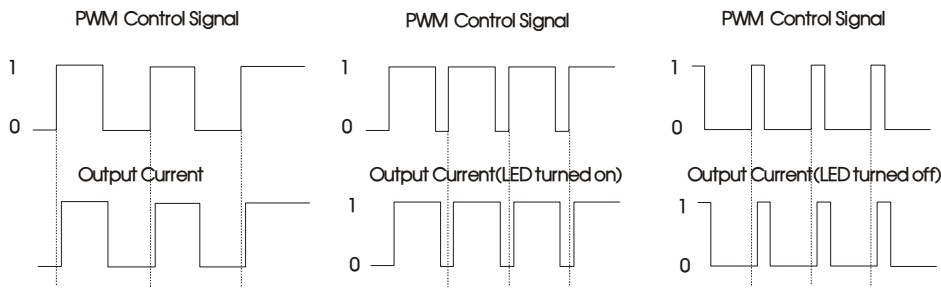 PWM Control Signal
1
0
Output Current
PWM Control Signal
1
0
Output Current(LED turned on)
1
0
PWM Control Signal
1
0
Output Current(LED turned off)
1
0